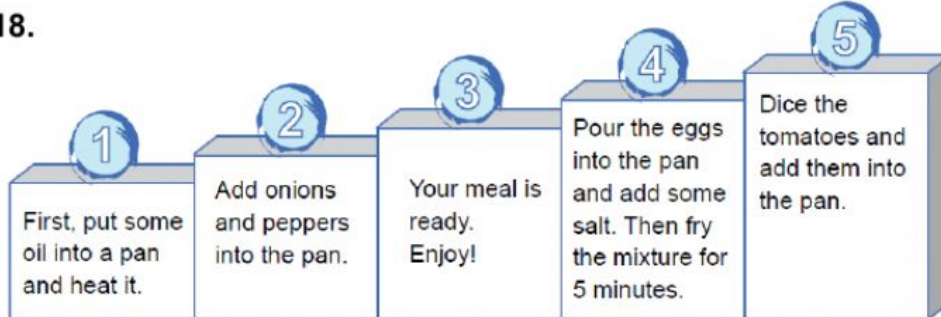 18.
1
First, put some
oil into a pan
and heat it.
2
Add onions
and peppers
into the pan.
3
Your meal is
ready.
Enjoy!
4
Pour the eggs
into the pan
and add some
salt. Then fry
the mixture for
5 minutes.
5
Dice the
tomatoes and
add them into
the pan.